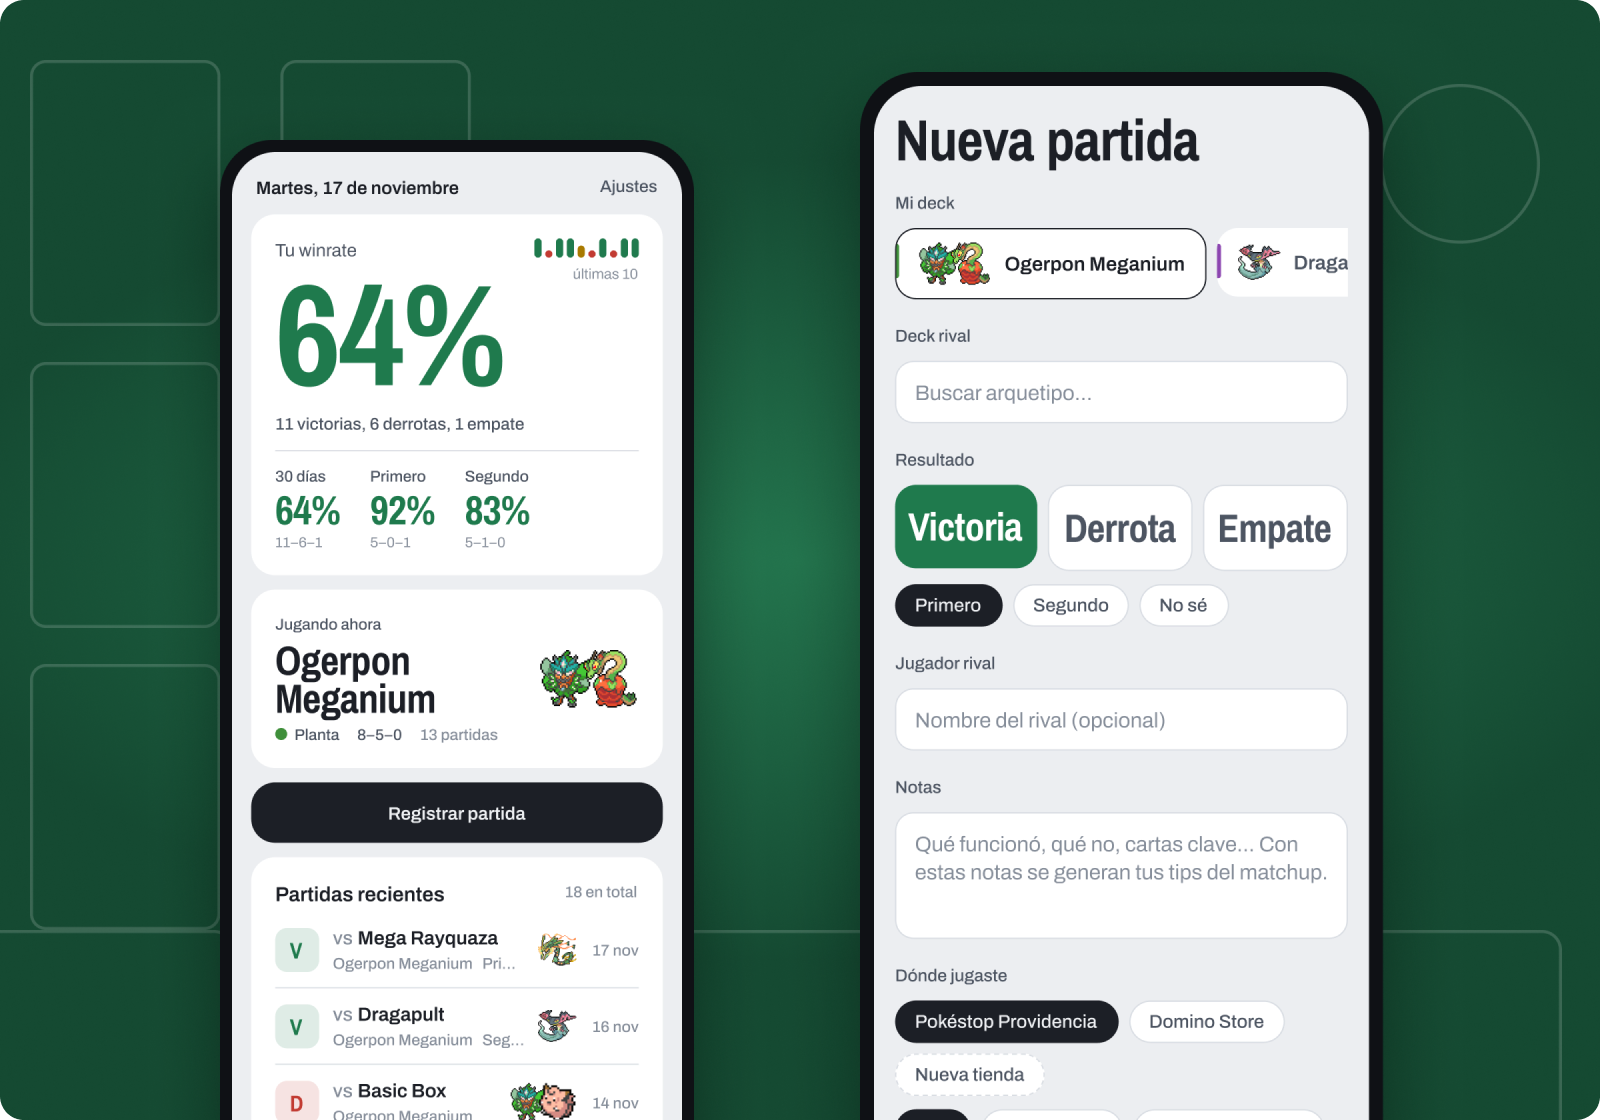 Martes, 17 de noviembre
Ajustes
Tu winrate
últimas 10
64%
11 victorias, 6 derrotas, 1 empate
30 días
Primero
Segundo
64%
92%
83%
11–6–1
5–0–1
5–1–0
Jugando ahora
Ogerpon
Meganium
Planta 8–5–0 13 partidas
Registrar partida
Partidas recientes
18 en total
V
vs Mega Rayquaza
Ogerpon Meganium Pri...
17 nov
V
vs Dragapult
Ogerpon Meganium Seg...
16 nov
D
vs Basic Box
Ogerpon Meganium
14 nov
Nueva partida
Mi deck
Ogerpon Meganium
Draga
Deck rival
Buscar arquetipo...
Resultado
Victoria
Derrota
Empate
Primero
Segundo
No sé
Jugador rival
Nombre del rival (opcional)
Notas
Qué funcionó, qué no, cartas clave... Con
estas notas se generan tus tips del matchup.
Dónde jugaste
Pokéstop Providencia
Domino Store
Nueva tienda